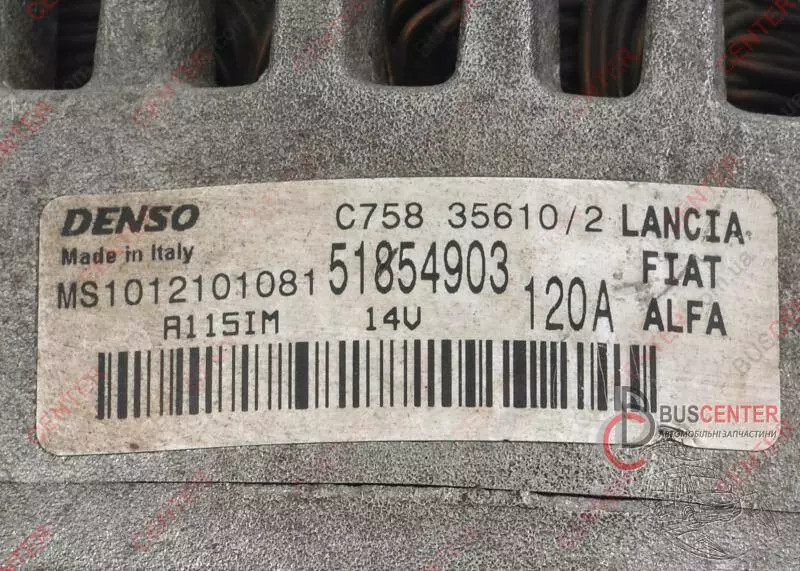 DENSO C758 35610/2 LANCIA
Made in Italy 51854903 FIAT
MS1012101081 120A ALFA
A115IM 14V
BUSCENTER
АВТОМОБІЛЬНІ ЗАПЧАСТИНИ